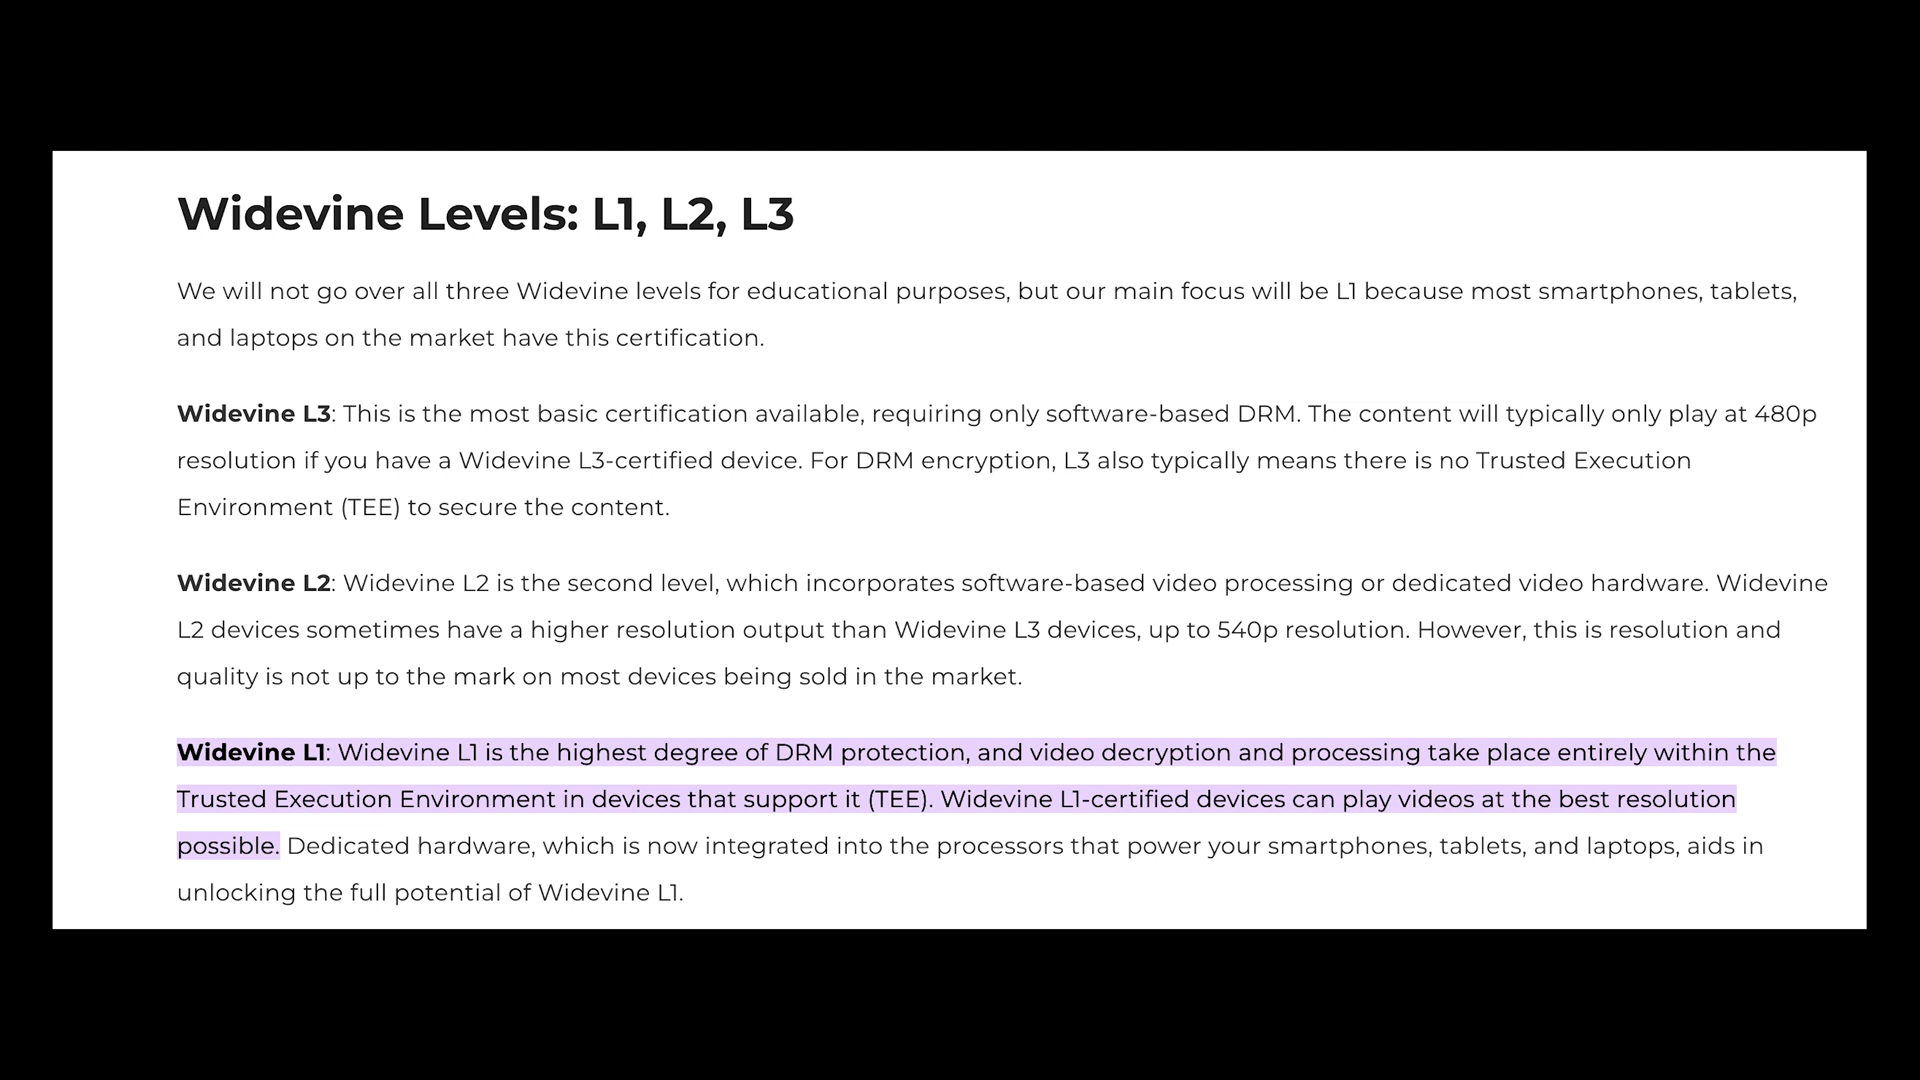 Widevine Levels: L1, L2, L3
We will not go over all three Widevine levels for educational purposes, but our main focus will be L1 because most smartphones, tablets,
and laptops on the market have this certification.
Widevine L3: This is the most basic certification available, requiring only software-based DRM. The content will typically only play at 480p
resolution if you have a Widevine L3-certified device. For DRM encryption, L3 also typically means there is no Trusted Execution
Environment (TEE) to secure the content.
Widevine L2: Widevine L2 is the second level, which incorporates software-based video processing or dedicated video hardware. Widevine
L2 devices sometimes have a higher resolution output than Widevine L3 devices, up to 540p resolution. However, this is resolution and
quality is not up to the mark on most devices being sold in the market.
Widevine L1: Widevine L1 is the highest degree of DRM protection, and video decryption and processing take place entirely within the
Trusted Execution Environment in devices that support it (TEE). Widevine L1-certified devices can play videos at the best resolution
possible. Dedicated hardware, which is now integrated into the processors that power your smartphones, tablets, and laptops, aids in
unlocking the full potential of Widevine L1.